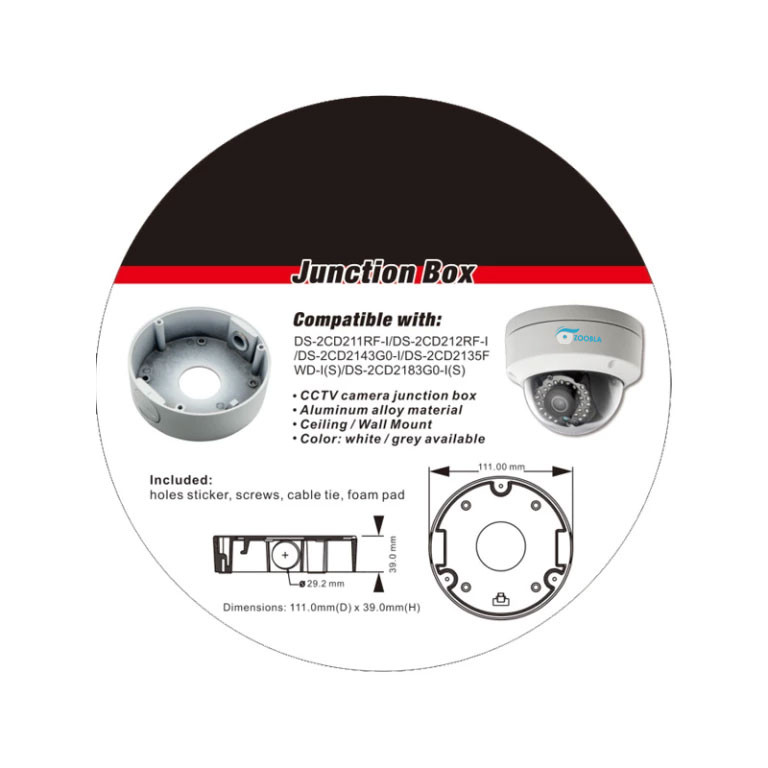 Junction Box
Compatible with:
DS-2CD211RF-I/DS-2CD212RF-I
/DS-2CD2143G0-I/DS-2CD2135F
WD-I(S)/DS-2CD2183G0-I(S)
• CCTV camera junction box
• Aluminum alloy material
• Ceiling / Wall Mount
• Color: white / grey available
ZOOBLA
Included:
holes sticker, screws, cable tie, foam pad
111.00 mm
39.0 mm
ø 29.2 mm
Dimensions: 111.0mm(D) x 39.0mm(H)